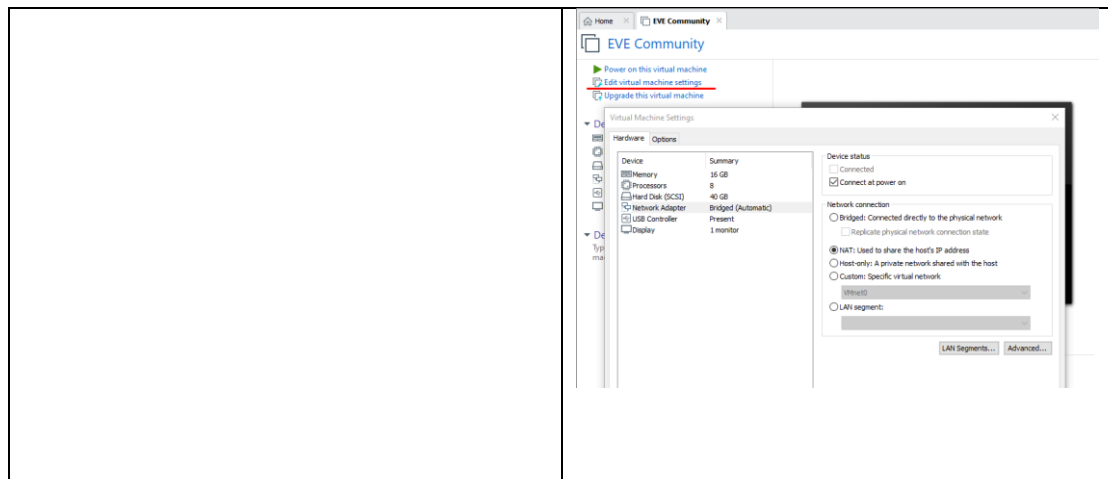 Home × EVE Community ×
EVE Community
Power on this virtual machine
Edit virtual machine settings
Upgrade this virtual machine
Virtual Machine Settings ×
De
Hardware Options
Device Summary
Memory 16 GB
Processors 8
Hard Disk (SCSI) 40 GB
Network Adapter Bridged (Automatic)
USB Controller Present
Display 1 monitor
De
Typ
ma
Device status
Connected
Connect at power on
Network connection
Bridged: Connected directly to the physical network
Replicate physical network connection state
NAT: Used to share the host's IP address
Host-only: A private network shared with the host
Custom: Specific virtual network
VMnet0
LAN segment:
LAN Segments... Advanced...